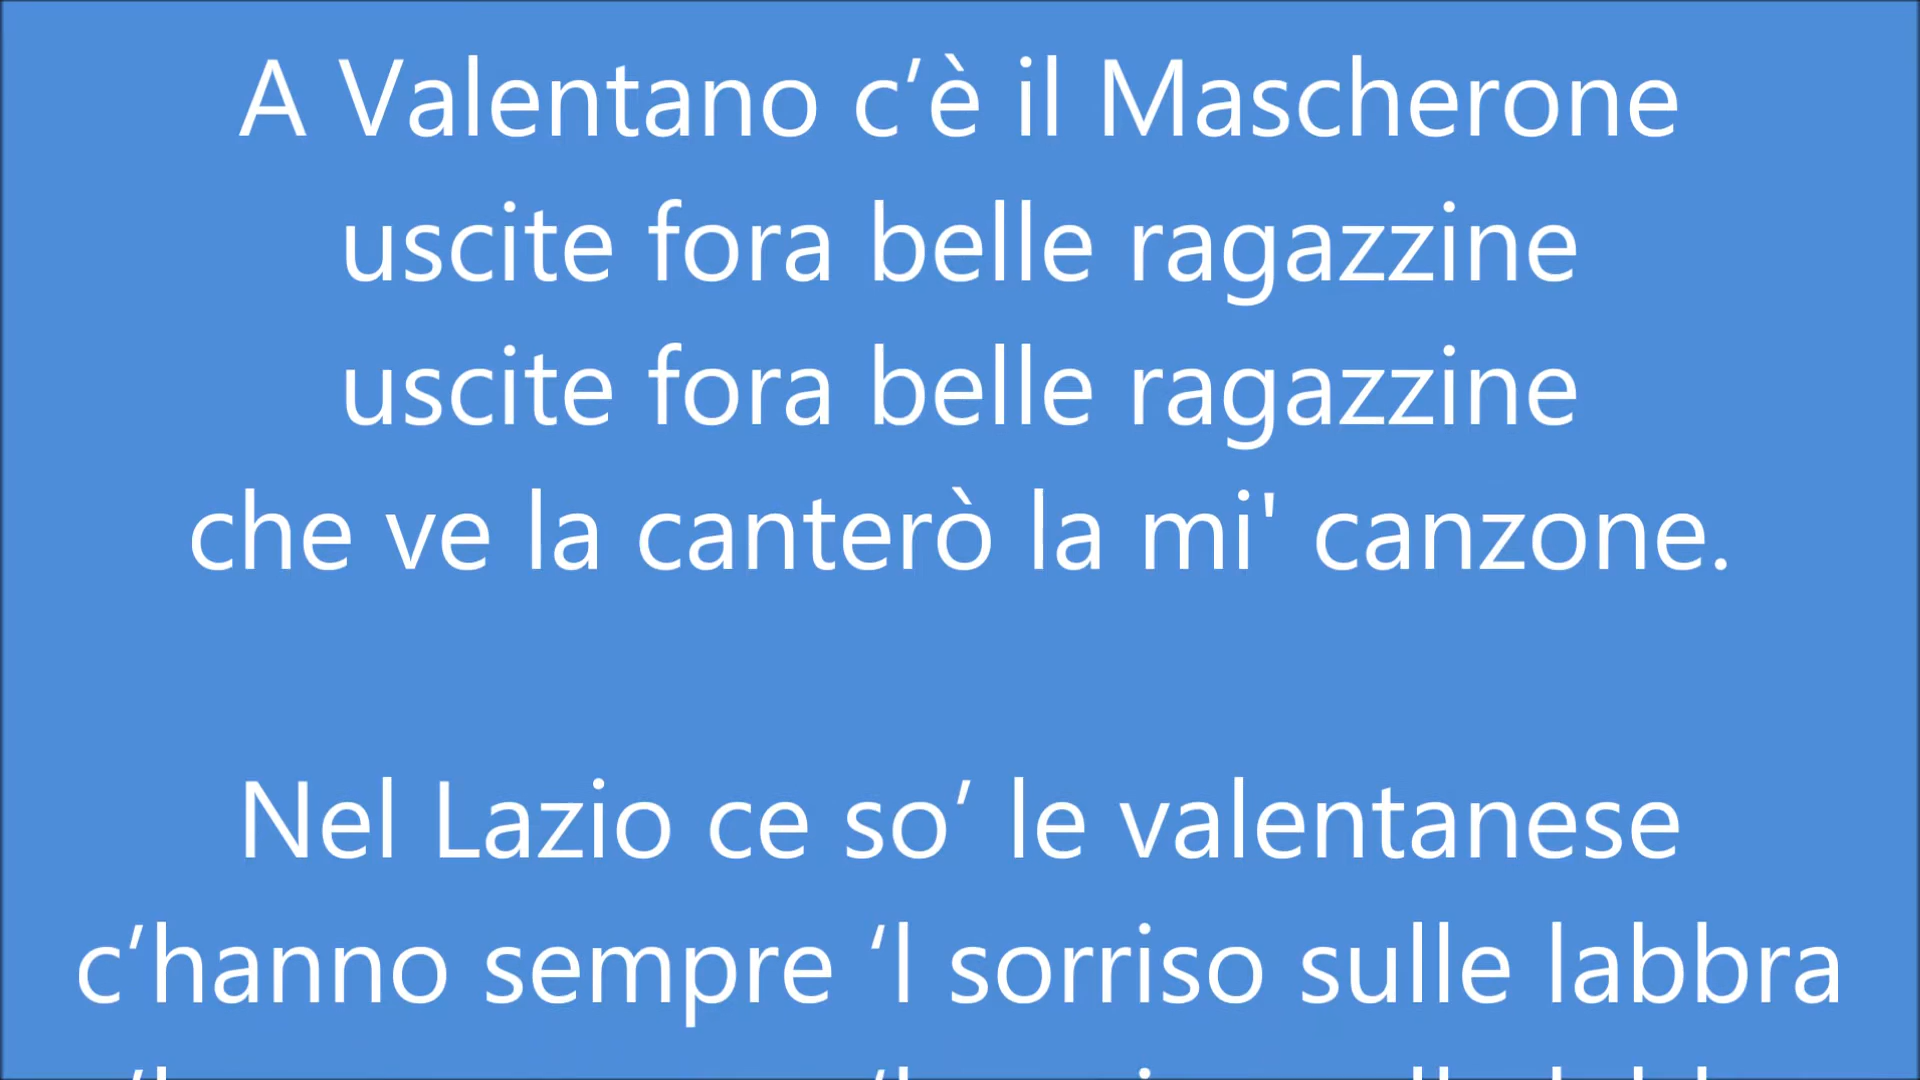 A Valentano c’è il Mascherone
uscite fora belle ragazzine
uscite fora belle ragazzine
che ve la canterò la mi' canzone.
Nel Lazio ce so’ le valentanese
c’hanno sempre ‘l sorriso sulle labbra